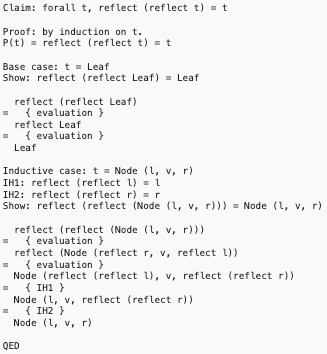 Claim: forall t, reflect (reflect t) = t
Proof: by induction on t.
P(t) = reflect (reflect t) = t
Base case: t = Leaf
Show: reflect (reflect Leaf) = Leaf
reflect (reflect Leaf)
= { evaluation }
reflect Leaf
= { evaluation }
Leaf
Inductive case: t = Node (l, v, r)
IH1: reflect (reflect l) = l
IH2: reflect (reflect r) = r
Show: reflect (reflect (Node (l, v, r))) = Node (l, v, r)
reflect (reflect (Node (l, v, r)))
= { evaluation }
reflect (Node (reflect r, v, reflect l))
= { evaluation }
Node (reflect (reflect l), v, reflect (reflect r))
= { IH1 }
Node (l, v, reflect (reflect r))
= { IH2 }
Node (l, v, r)
QED